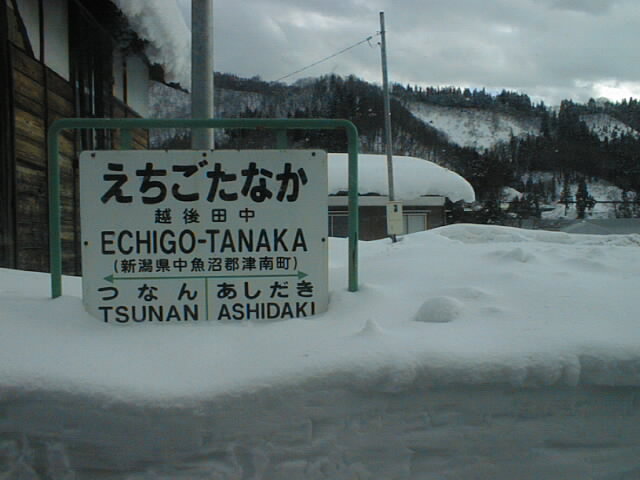 えちごたなか
越後田中
ECHIGO-TANAKA
(新潟県中魚沼郡津南町)
つなん あしだき
TSUNAN ASHIDAKI